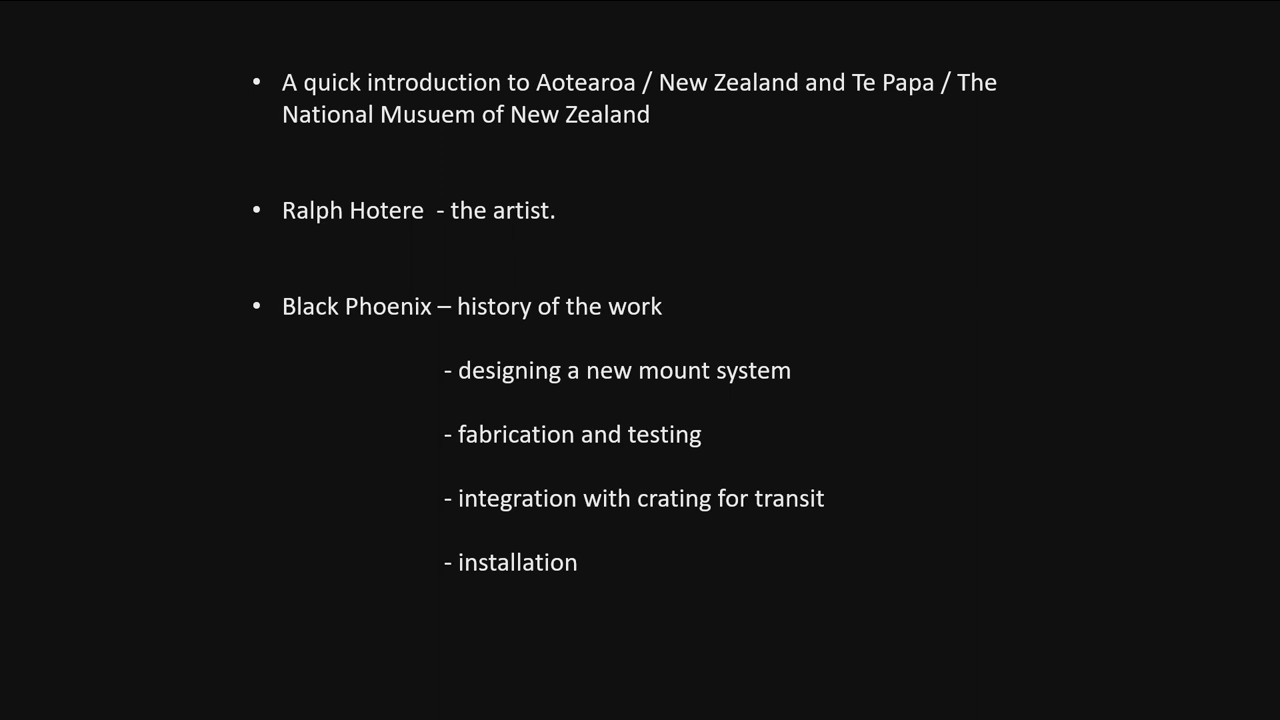 • A quick introduction to Aotearoa / New Zealand and Te Papa / The
National Musuem of New Zealand
• Ralph Hotere  - the artist.
• Black Phoenix – history of the work
- designing a new mount system
- fabrication and testing
- integration with crating for transit
- installation